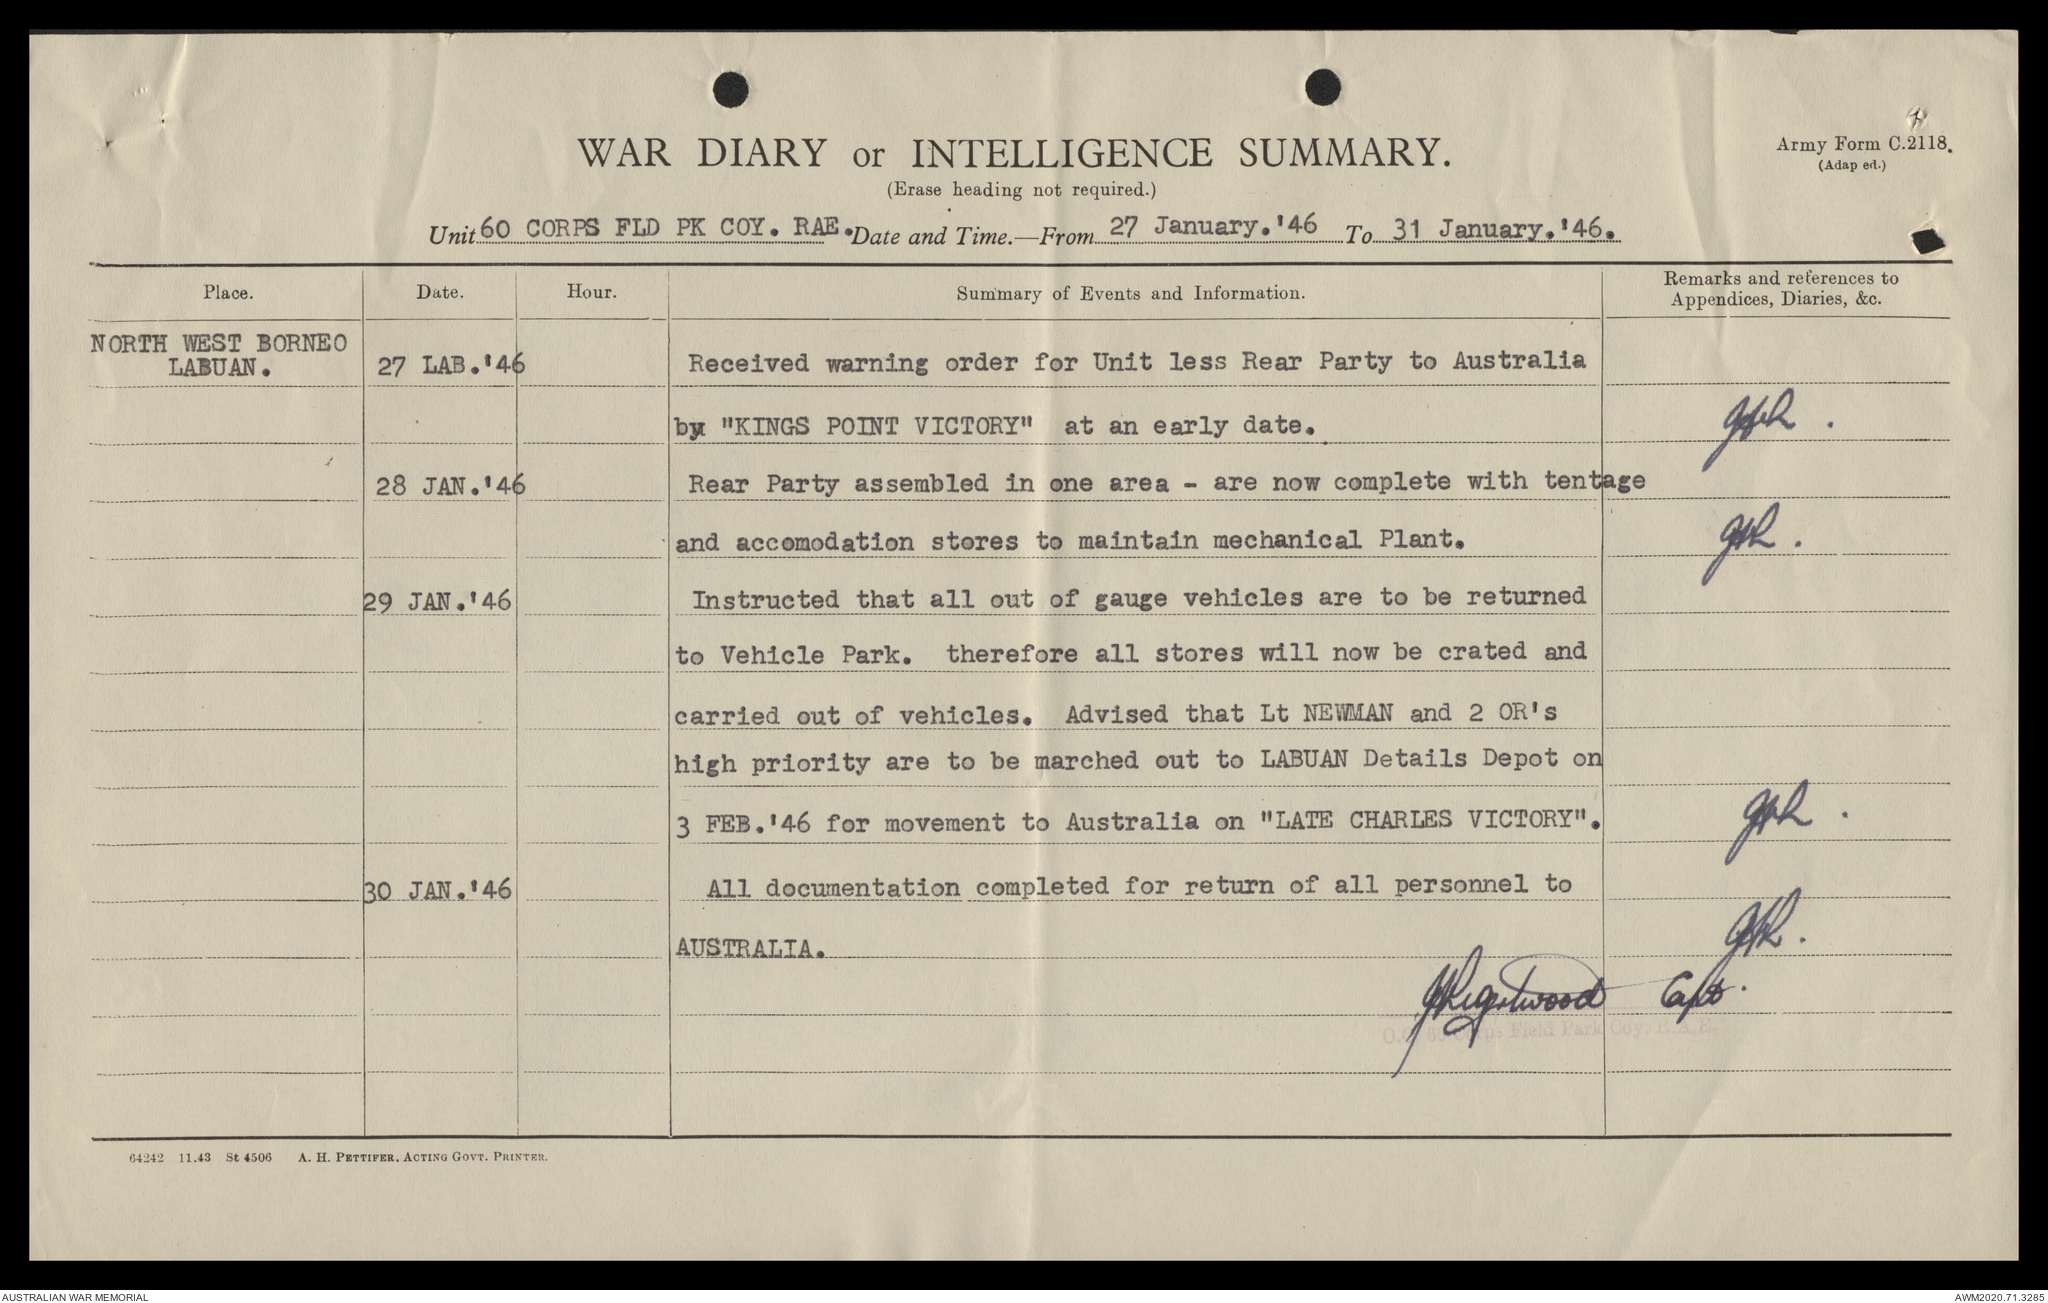 7
WAR DIARY or INTELLIGENCE SUMMARY.
Army Form C.2118.
(Adap ed.)
(Erase heading not required.)
Unit 60 CORPS FLD PK COY. RAE. Date and Time.—From 27 January.'46 To 31 January.'46.
Place. Date. Hour. Summary of Events and Information. Remarks and references to Appendices, Diaries, &c.
NORTH WEST BORNEO
LABUAN. 27 LAB.'46 Received warning order for Unit less Rear Party to Australia
by "KINGS POINT VICTORY" at an early date.
28 JAN.'46 Rear Party assembled in one area - are now complete with tentage
and accomodation stores to maintain mechanical Plant.
29 JAN.'46 Instructed that all out of gauge vehicles are to be returned
to Vehicle Park. therefore all stores will now be crated and
carried out of vehicles. Advised that Lt NEWMAN and 2 OR's
high priority are to be marched out to LABUAN Details Depot on
3 FEB.'46 for movement to Australia on "LATE CHARLES VICTORY".
30 JAN.'46 All documentation completed for return of all personnel to
AUSTRALIA.
Capt.
O.C. 60 Corps Field Park Coy. R.A.E.
64242 11.43 St 4506 A. H. PETTIFER, ACTING GOVT. PRINTER.
AUSTRALIAN WAR MEMORIAL
AWM2020.71.3285